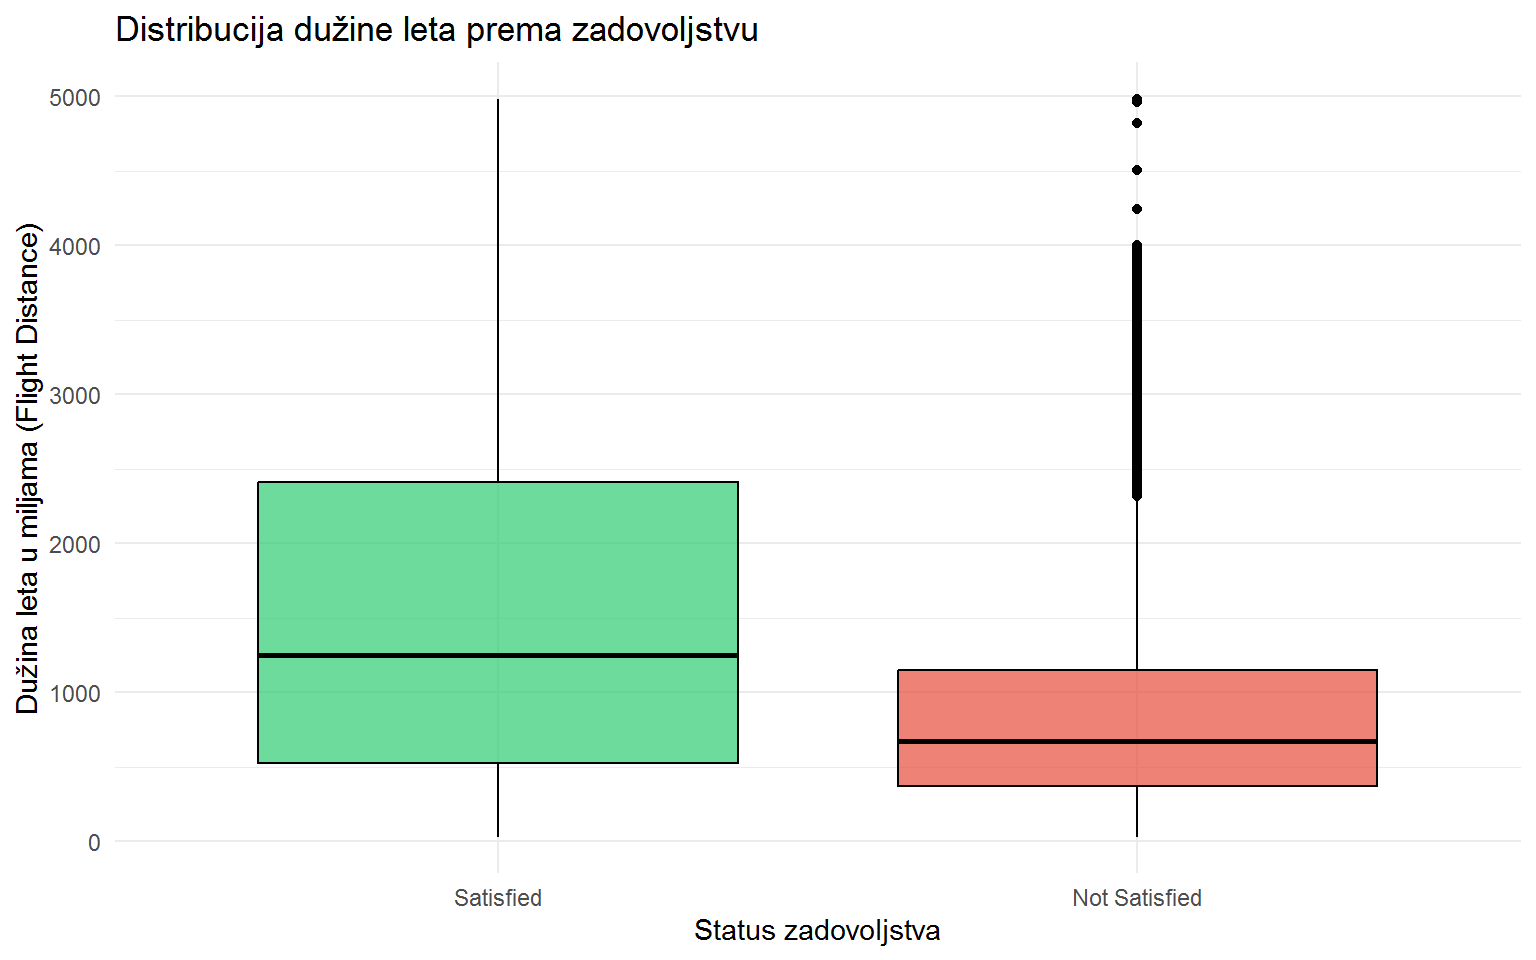 Distribucija dužine leta prema zadovoljstvu
Dužina leta u miljama (Flight Distance)
5000
4000
3000
2000
1000
0
Satisfied
Not Satisfied
Status zadovoljstva